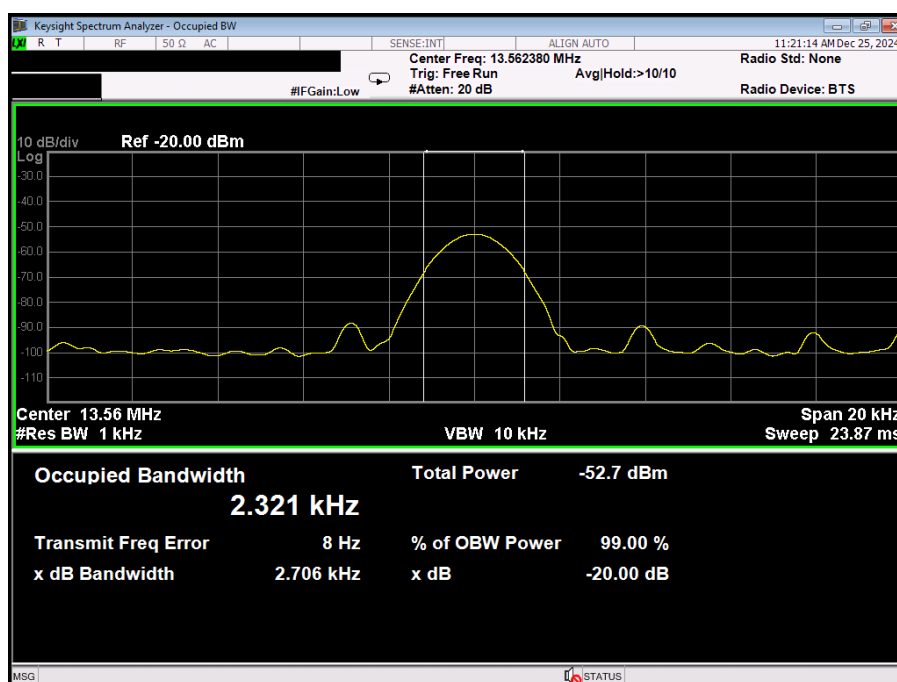 Keysight Spectrum Analyzer - Occupied BW
LXI R T RF 50 Ω AC SENSE:INT ALIGN AUTO 11:21:14 AM Dec 25, 2024
Center Freq: 13.562380 MHz Radio Std: None
Trig: Free Run Avg|Hold:>10/10
#IFGain:Low #Atten: 20 dB Radio Device: BTS
10 dB/div Ref -20.00 dBm
Log
-30.0
-40.0
-50.0
-60.0
-70.0
-80.0
-90.0
-100
-110
Center 13.56 MHz Span 20 kHz
#Res BW 1 kHz VBW 10 kHz Sweep 23.87 ms
Occupied Bandwidth Total Power -52.7 dBm
2.321 kHz
Transmit Freq Error 8 Hz % of OBW Power 99.00 %
x dB Bandwidth 2.706 kHz x dB -20.00 dB
MSG STATUS